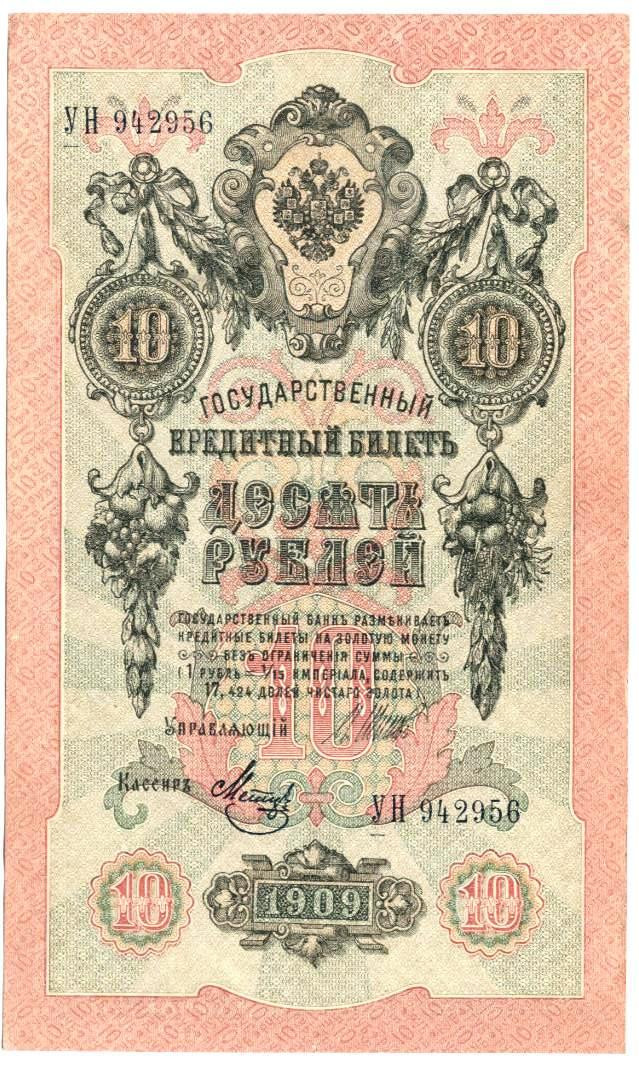 УН 942956
10 10
ГОСУДАРСТВЕННЫЙ
КРЕДИТНЫЙ БИЛЕТЪ
ДЕСЯТЬ
РУБЛЕЙ
ГОСУДАРСТВЕННЫЙ БАНКЪ РАЗМѢНИВАЕТЪ
КРЕДИТНЫЕ БИЛЕТЫ НА ЗОЛОТУЮ МОНЕТУ
БЕЗЪ ОГРАНИЧЕНІЯ СУММЫ
(1 РУБЛЬ = 1/15 ИМПЕРІАЛА, СОДЕРЖИТЪ
17,424 ДОЛЕЙ ЧИСТАГО ЗОЛОТА).
10
УПРАВЛЯЮЩІЙ
КАССИРЪ
УН 942956
10 1909 10